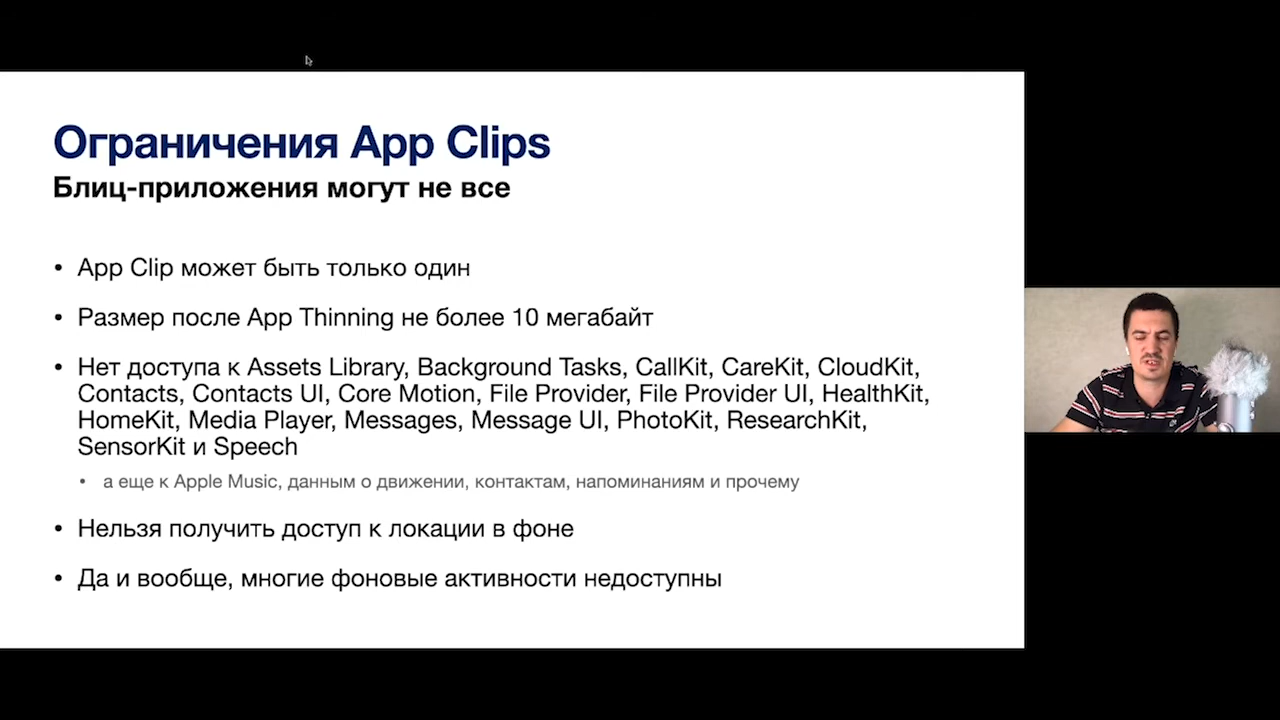 Ограничения App Clips
Блиц-приложения могут не все
• App Clip может быть только один
• Размер после App Thinning не более 10 мегабайт
• Нет доступа к Assets Library, Background Tasks, CallKit, CareKit, CloudKit,
Contacts, Contacts UI, Core Motion, File Provider, File Provider UI, HealthKit,
HomeKit, Media Player, Messages, Message UI, PhotoKit, ResearchKit,
SensorKit и Speech
• а еще к Apple Music, данным о движении, контактам, напоминаниям и прочему
• Нельзя получить доступ к локации в фоне
• Да и вообще, многие фоновые активности недоступны